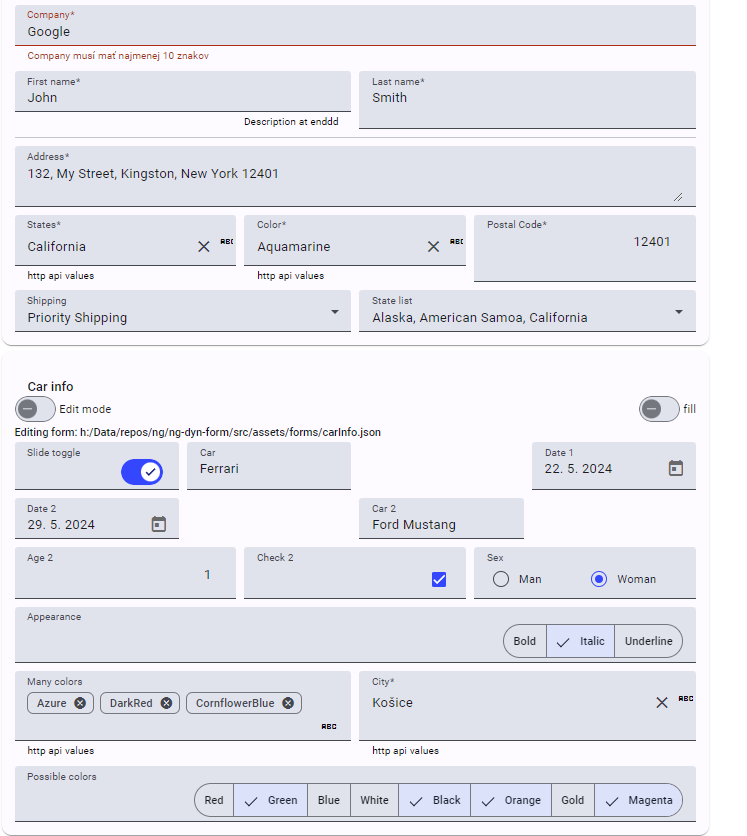 Company*
Google
Company musí mať najmenej 10 znakov
First name*
John
Last name*
Smith
Description at enddd
Address*
132, My Street, Kingston, New York 12401
States*
California
ABC
http api values
Color*
Aquamarine
ABC
http api values
Postal Code*
12401
Shipping
Priority Shipping
State list
Alaska, American Samoa, California
Car info
Edit mode
fill
Editing form: h:/Data/repos/ng/ng-dyn-form/src/assets/forms/carInfo.json
Slide toggle
Car
Ferrari
Date 1
22. 5. 2024
Date 2
29. 5. 2024
Car 2
Ford Mustang
Age 2
1
Check 2
Sex
Man
Woman
Appearance
Bold
Italic
Underline
Many colors
Azure
DarkRed
CornflowerBlue
ABC
http api values
City*
Košice
ABC
http api values
Possible colors
Red
Green
Blue
White
Black
Orange
Gold
Magenta